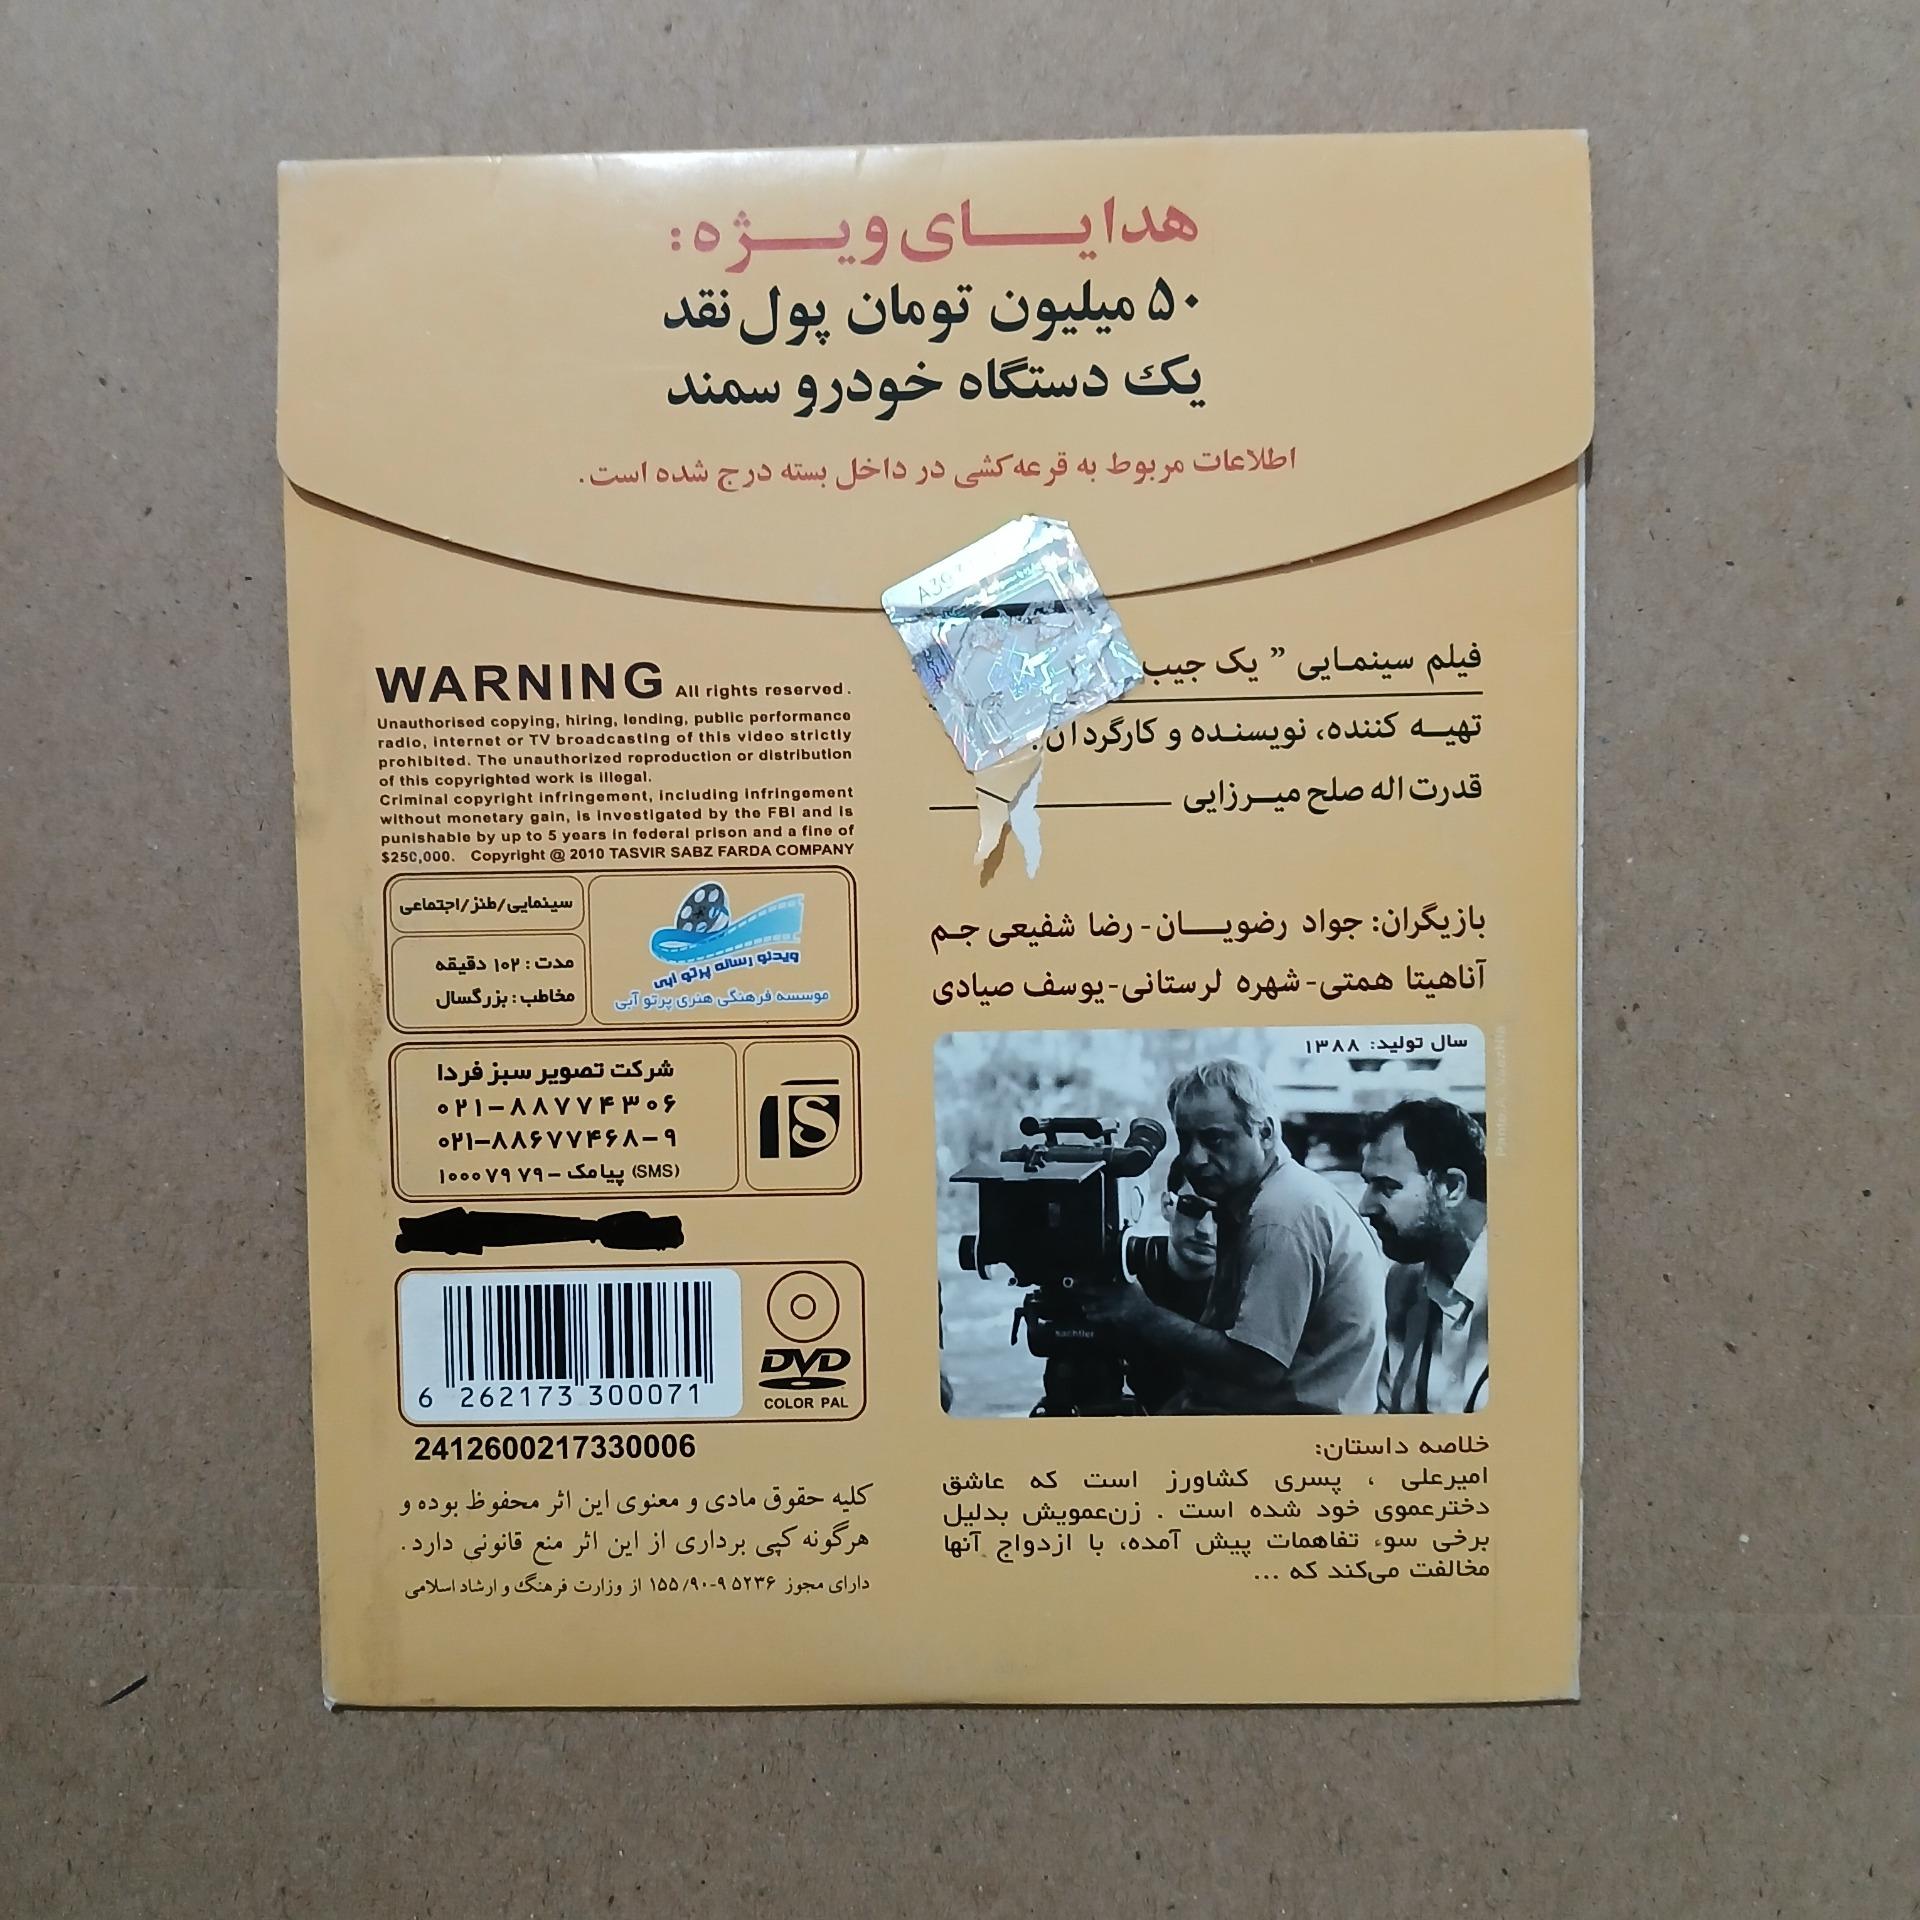 هدایای ویژه:
۵۰ میلیون تومان پول نقد
یک دستگاه خودرو سمند
اطلاعات مربوط به قرعه‌کشی در داخل بسته درج شده است.
فیلم سینمایی " یک جیب
تهیه کننده، نویسنده و کارگردان:
قدرت اله صلح میرزایی
بازیگران: جواد رضویان - رضا شفیعی جم
آناهیتا همتی - شهره لرستانی - یوسف صیادی
سال تولید: ۱۳۸۸
sachtler
خلاصه داستان:
امیرعلی ، پسری کشاورز است که عاشق
دخترعموی خود شده است . زن‌عمویش بدلیل
برخی سوء تفاهمات پیش آمده، با ازدواج آنها
مخالفت می‌کند که ...
WARNING All rights reserved.
Unauthorised copying, hiring, lending, public performance
radio, internet or TV broadcasting of this video strictly
prohibited. The unauthorized reproduction or distribution
of this copyrighted work is illegal.
Criminal copyright infringement, including infringement
without monetary gain, is investigated by the FBI and is
punishable by up to 5 years in federal prison and a fine of
$250,000. Copyright @ 2010 TASVIR SABZ FARDA COMPANY
سینمایی/طنز/اجتماعی
مدت: ۱۰۲ دقیقه
مخاطب: بزرگسال
ویدئو رسانه پرتو آبی
موسسه فرهنگی هنری پرتو آبی
شرکت تصویر سبز فردا
۰۲۱-۸۸۷۷۴۳۰۶
۰۲۱-۸۸۶۷۷۴۶۸-۹
(SMS) پیامک - ۱۰۰۰۷۹۷۹
6 262173 300071
DVD
COLOR PAL
2412600217330006
کلیه حقوق مادی و معنوی این اثر محفوظ بوده و
هرگونه کپی برداری از این اثر منع قانونی دارد.
دارای مجوز ۵۲۳۶ ۹-۱۵۵/۹۰ از وزارت فرهنگ و ارشاد اسلامی